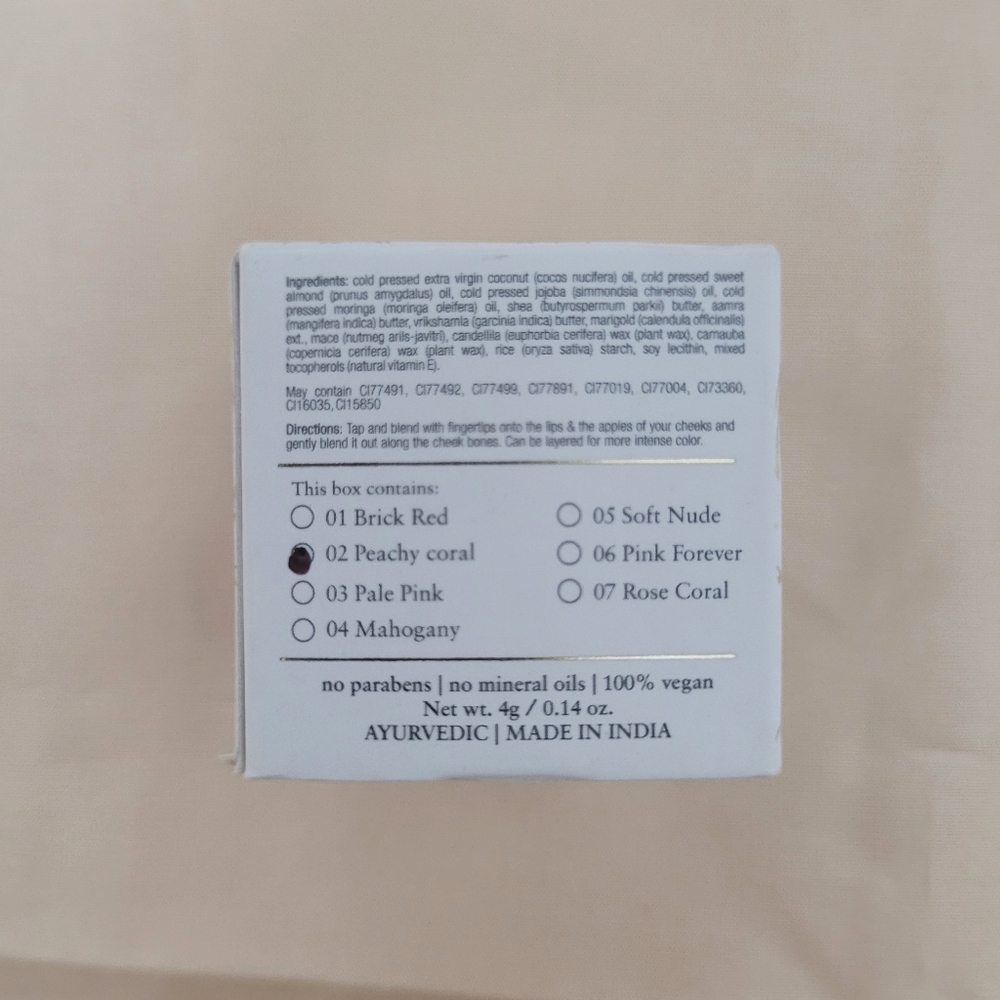 Ingredients: cold pressed extra virgin coconut (cocos nucifera) oil, cold pressed sweet
almond (prunus amygdalus) oil, cold pressed jojoba (simmondsia chinensis) oil, cold
pressed moringa (moringa oleifera) oil, shea (butyrospermum parkii) butter, aamra
(mangifera indica) butter, vrikshamla (garcinia indica) butter, marigold (calendula officinalis)
ext., mace (nutmeg arils-javitri), candellila (euphorbia cerifera) wax (plant wax), carnauba
(copernicia cerifera) wax (plant wax), rice (oryza sativa) starch, soy lecithin, mixed
tocopherols (natural vitamin E).
May contain CI77491, CI77492, CI77499, CI77891, CI77019, CI77004, CI73360,
CI16035, CI15850
Directions: Tap and blend with fingertips onto the lips & the apples of your cheeks and
gently blend it out along the cheek bones. Can be layered for more intense color.
This box contains:
01 Brick Red
02 Peachy coral
03 Pale Pink
04 Mahogany
05 Soft Nude
06 Pink Forever
07 Rose Coral
no parabens | no mineral oils | 100% vegan
Net wt. 4g / 0.14 oz.
AYURVEDIC | MADE IN INDIA